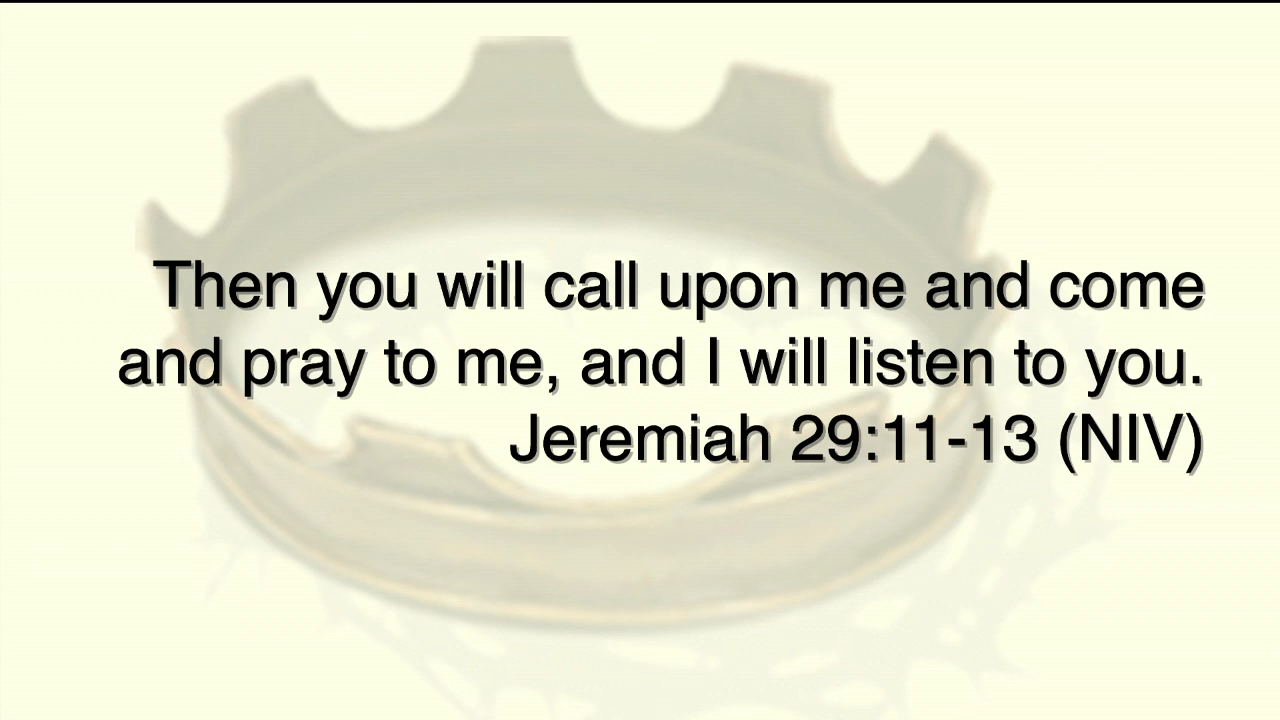 Then you will call upon me and come
and pray to me, and I will listen to you.
Jeremiah 29:11-13 (NIV)